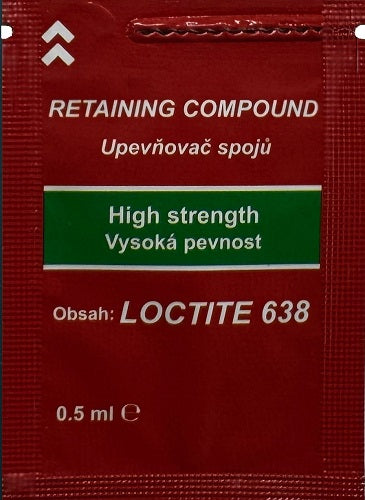 RETAINING COMPOUND
Upevňovač spojů
High strength
Vysoká pevnost
Obsah: LOCTITE 638
0.5 ml ℮